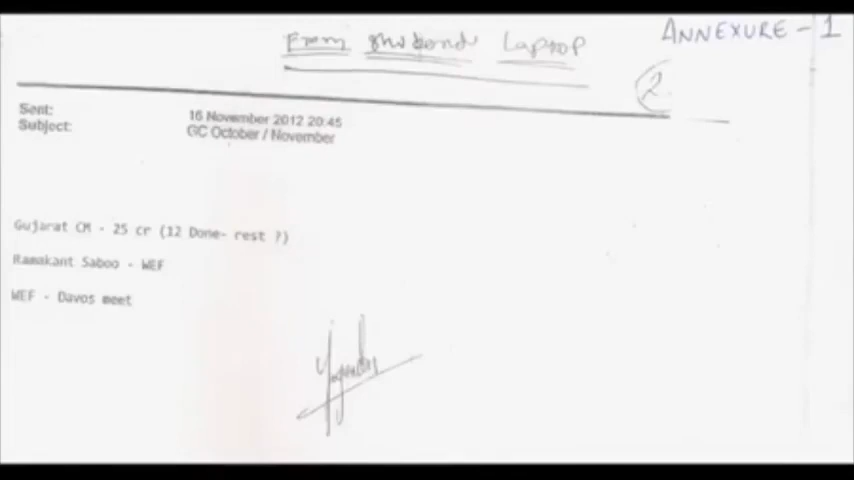 ANNEXURE - 1
From Laptop
2.
Sent: 16 November 2012 20:45
Subject: GC October / November
Gujarat CM - 25 cr (12 Done- rest ?)
Ramakant Saboo - WEF
WEF - Davos meet